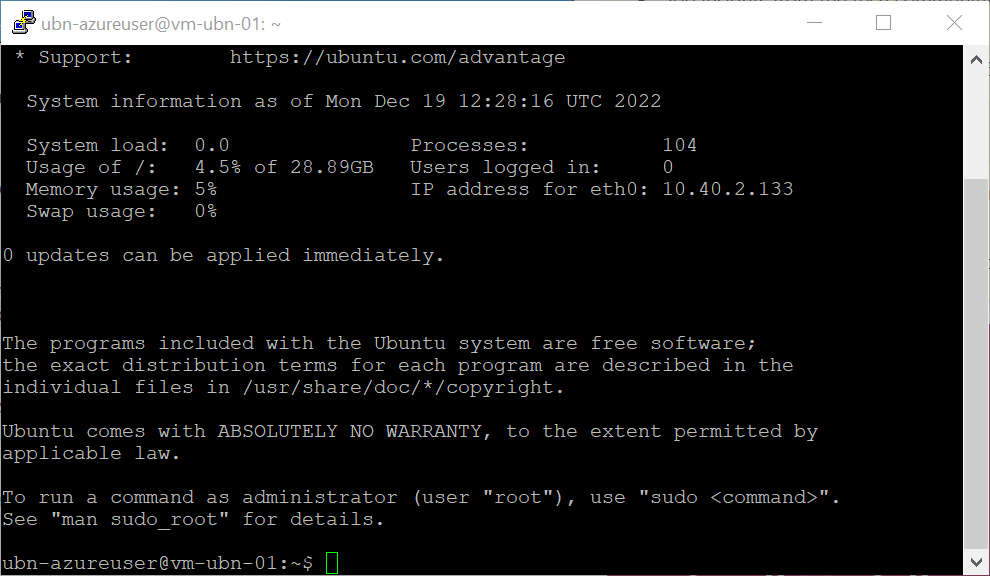 ubn-azureuser@vm-ubn-01: ~
 * Support:        https://ubuntu.com/advantage
  System information as of Mon Dec 19 12:28:16 UTC 2022
  System load:  0.0               Processes:           104
  Usage of /:   4.5% of 28.89GB   Users logged in:     0
  Memory usage: 5%                IP address for eth0: 10.40.2.133
  Swap usage:   0%
0 updates can be applied immediately.
The programs included with the Ubuntu system are free software;
the exact distribution terms for each program are described in the
individual files in /usr/share/doc/*/copyright.
Ubuntu comes with ABSOLUTELY NO WARRANTY, to the extent permitted by
applicable law.
To run a command as administrator (user "root"), use "sudo <command>".
See "man sudo_root" for details.
ubn-azureuser@vm-ubn-01:~$